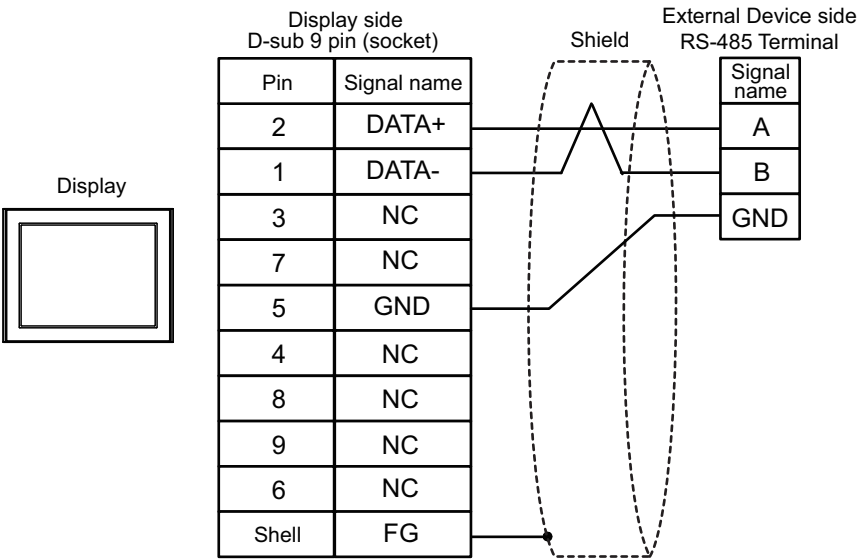 Display side
D-sub 9 pin (socket)
Shield
External Device side
RS-485 Terminal
Pin
Signal name
Signal
name
2
DATA+
A
1
DATA-
B
Display
3
NC
GND
7
NC
5
GND
4
NC
8
NC
9
NC
6
NC
Shell
FG